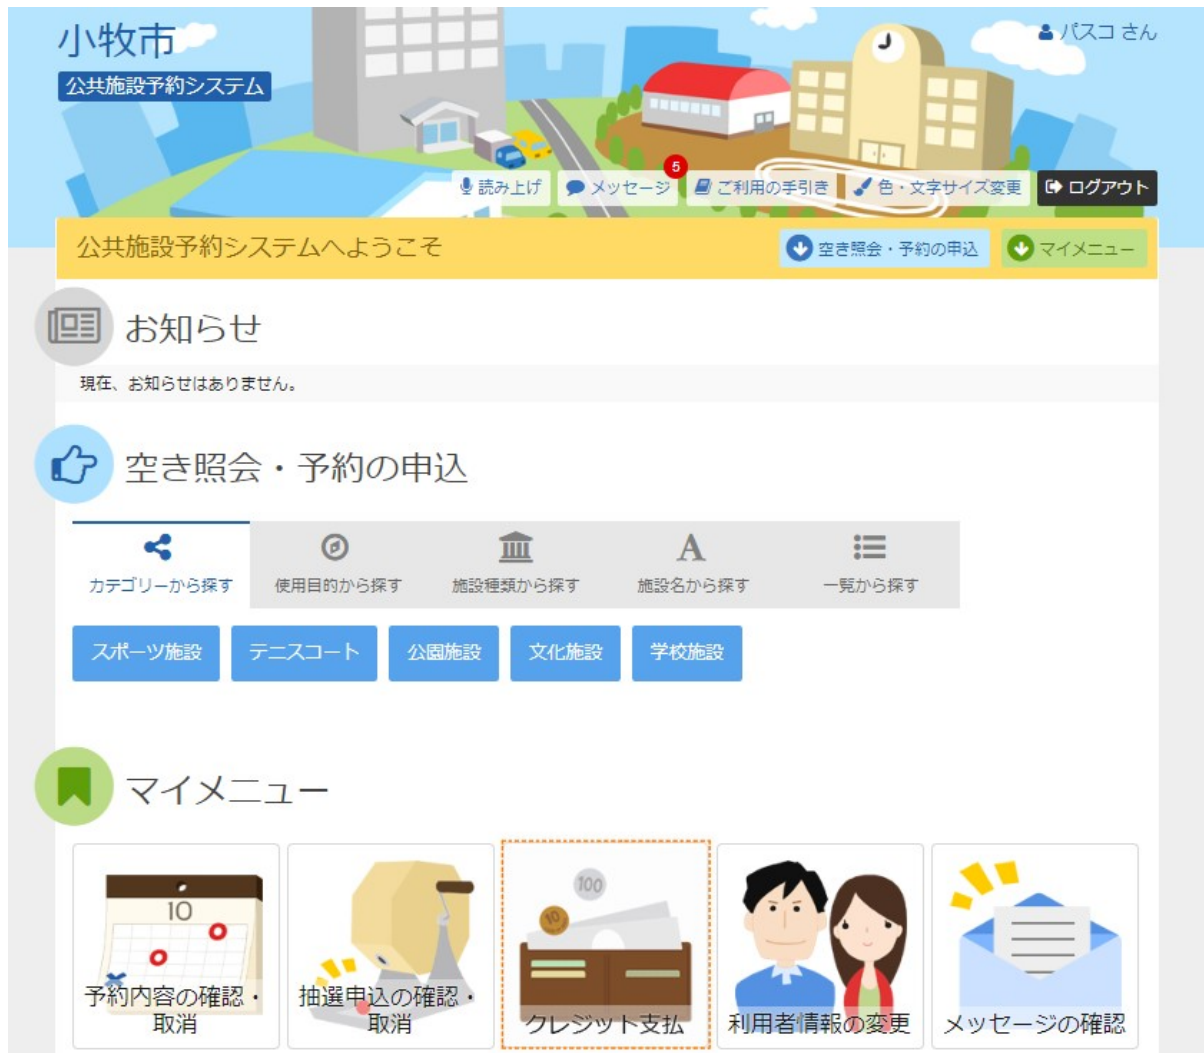 小牧市
公共施設予約システム
パスコ さん
5
読み上げ メッセージ ご利用の手引き 色・文字サイズ変更 ログアウト
公共施設予約システムへようこそ 空き照会・予約の申込 マイメニュー
お知らせ
現在、お知らせはありません。
空き照会・予約の申込
A
カテゴリーから探す 使用目的から探す 施設種類から探す 施設名から探す 一覧から探す
スポーツ施設 テニスコート 公園施設 文化施設 学校施設
マイメニュー
10
100
10
予約内容の確認・
取消
抽選申込の確認・
取消
クレジット支払
利用者情報の変更
メッセージの確認